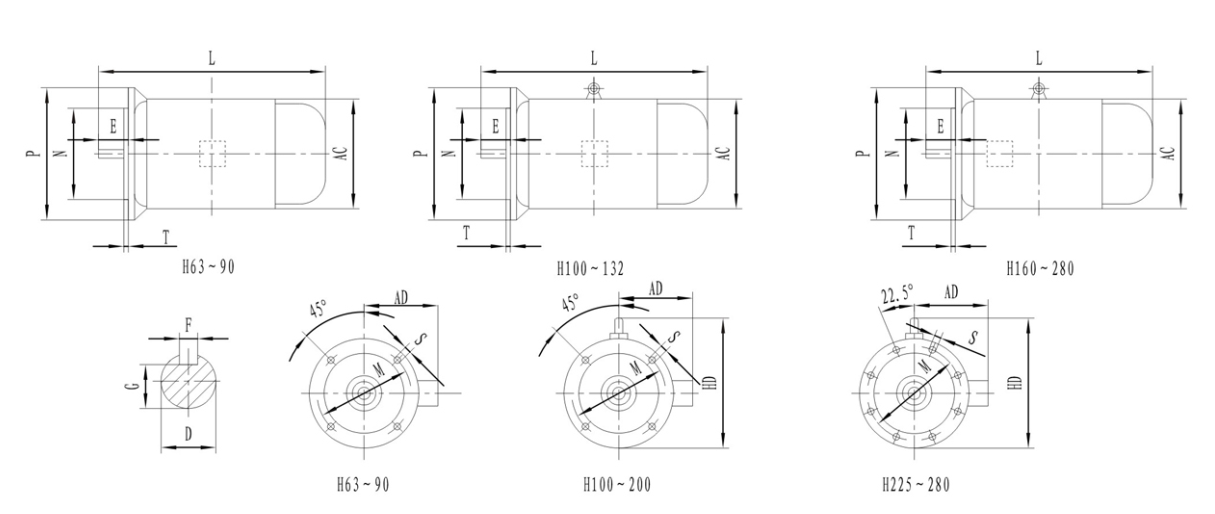 L
L
L
E
E
E
P
N
AC
P
N
AC
P
N
AC
T
T
T
H63~90
H100~132
H160~280
F
G
D
45°
AD
S
M
45°
AD
S
M
HD
22.5°
AD
S
M
HD
H63~90
H100~200
H225~280